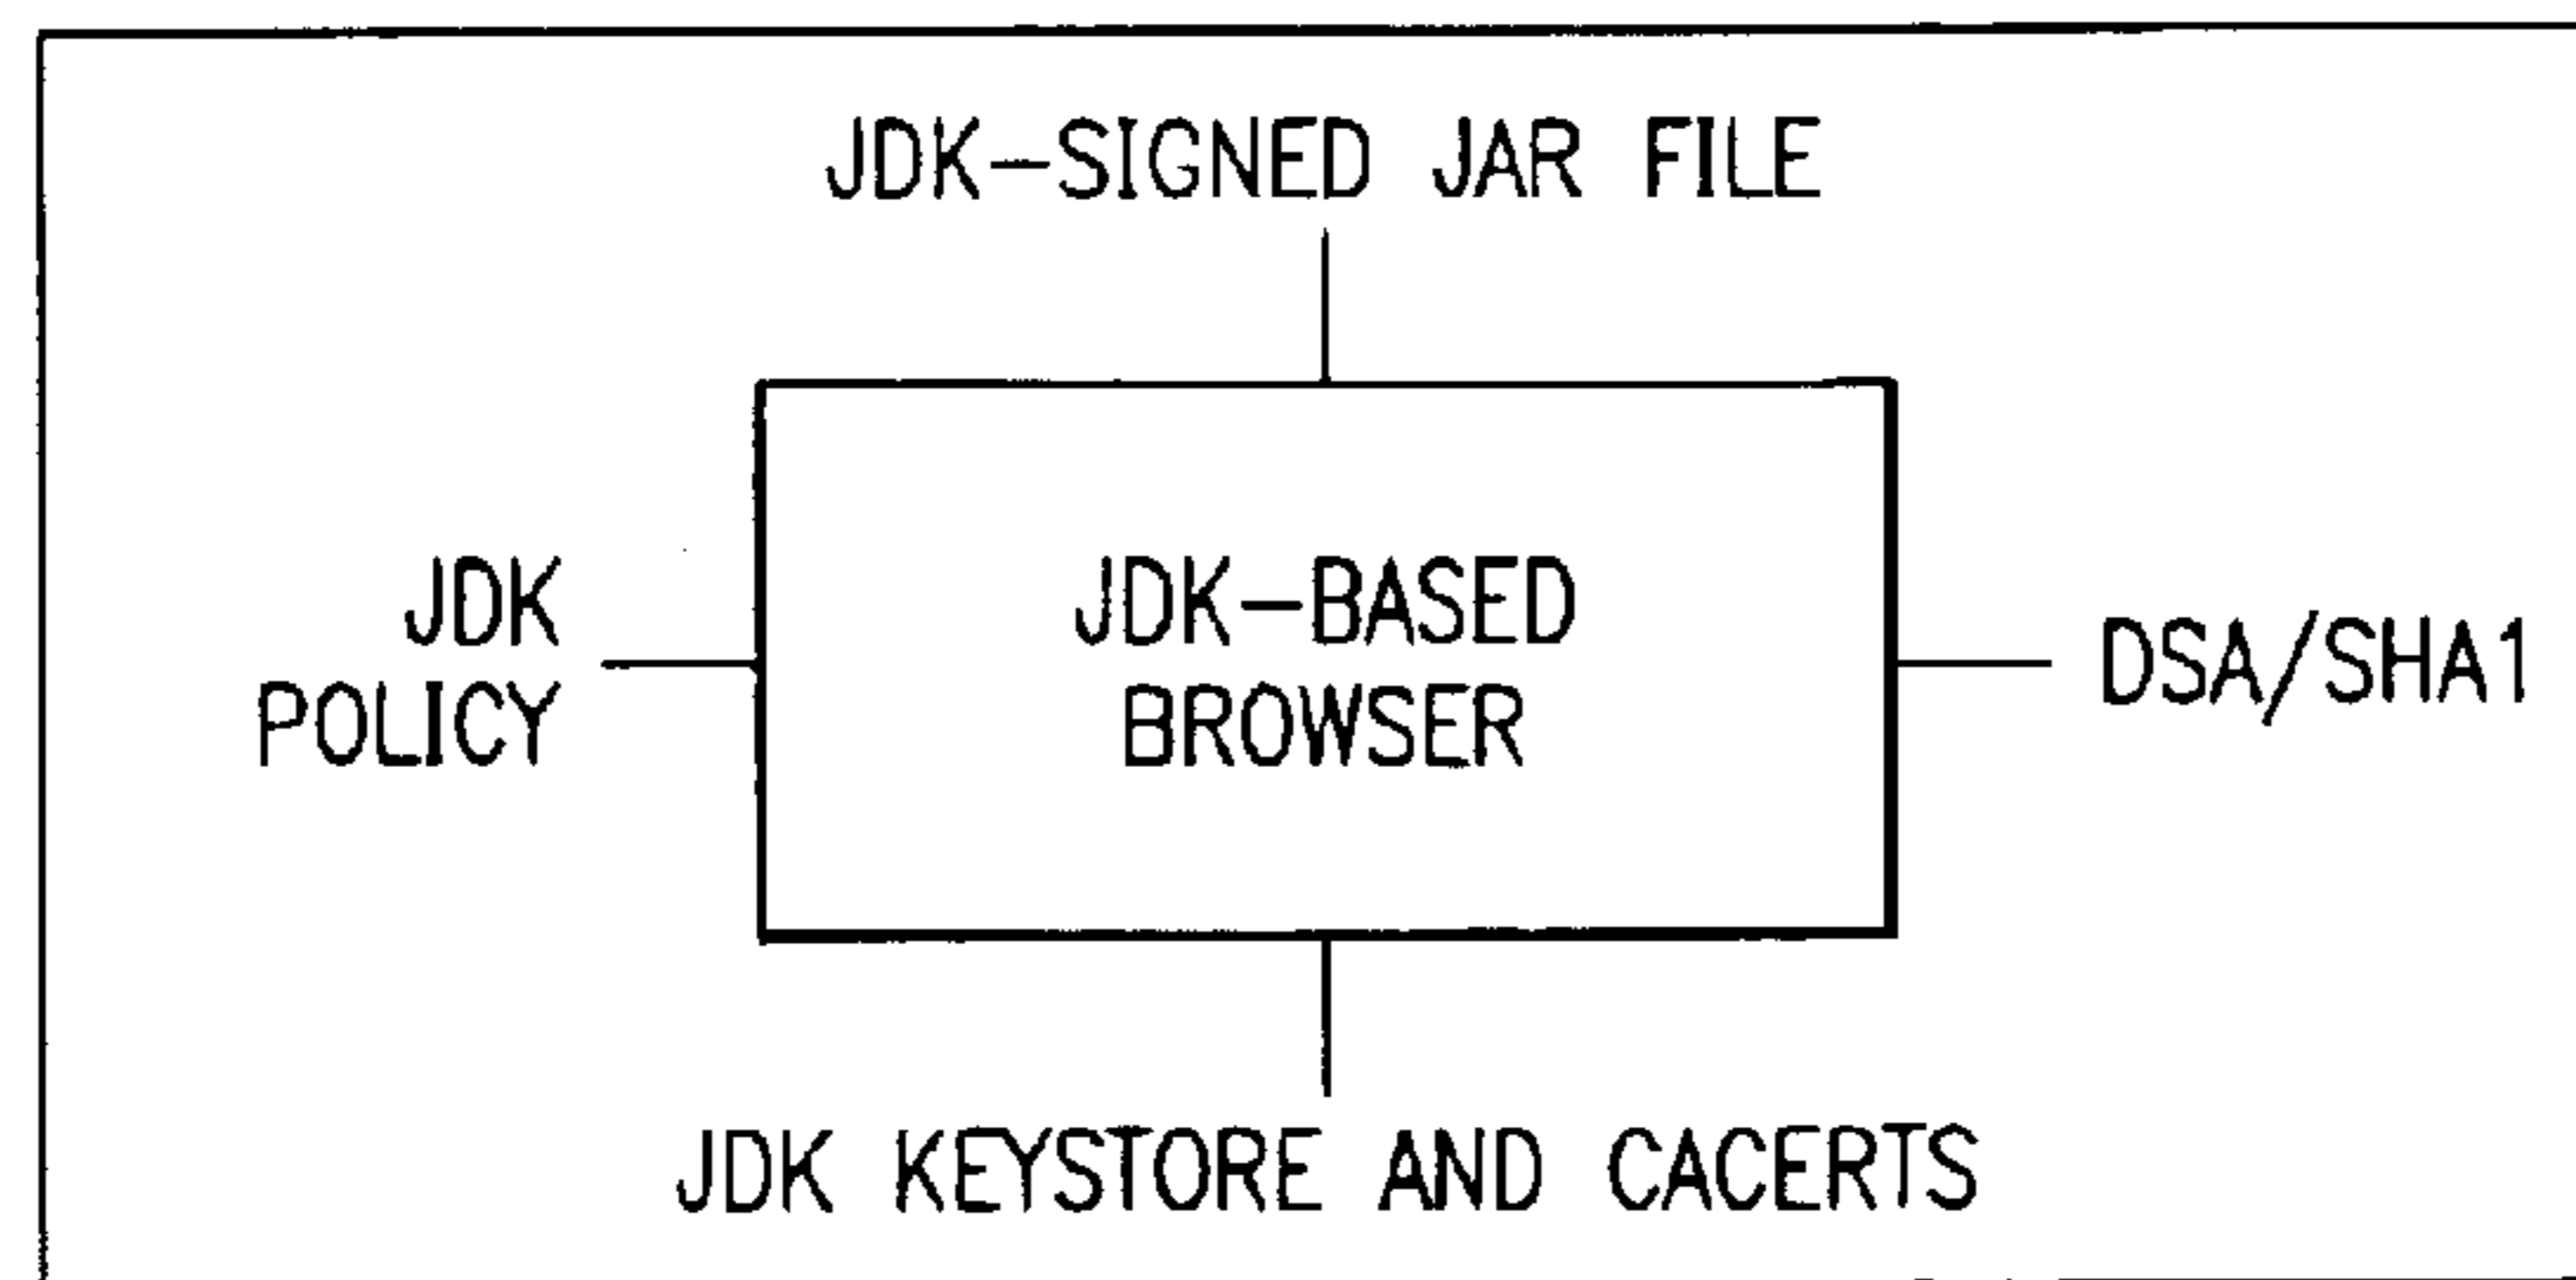 JDK-SIGNED JAR FILE
JDK
POLICY
JDK-BASED
BROWSER
DSA/SHA1
JDK KEYSTORE AND CACERTS